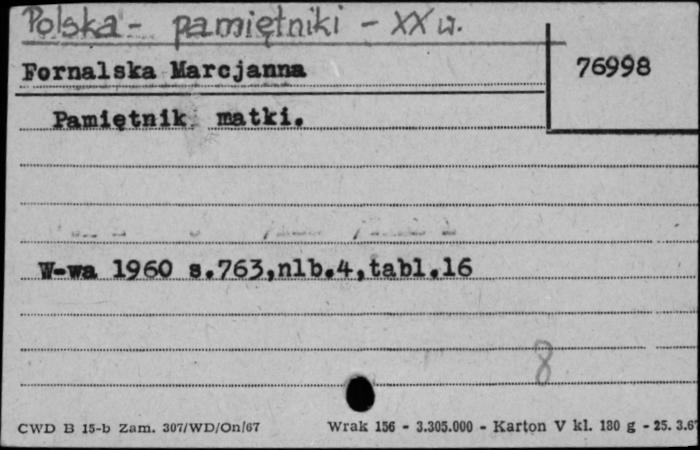 Polska - pamiętniki - XX w.
Fornalska Marcjanna
76998
Pamiętnik matki.
W-wa 1960 s.763,nlb.4,tabl.16
8
CWD B 15-b Zam. 307/WD/On/67
Wrak 156 - 3.305.000 - Karton V kl. 180 g - 25. 3.67